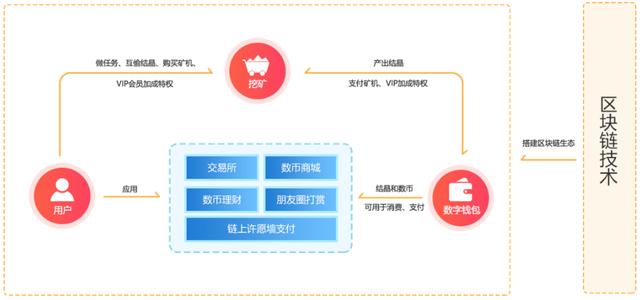 做任务、互偷结晶、购买矿机、
VIP会员加成特权
挖矿
产出结晶
支付矿机、VIP加成特权
用户
应用
交易所
数币商城
数币理财
朋友圈打赏
链上许愿墙支付
结晶和数币
可用于消费、支付
数字钱包
搭建区块链生态
区块链技术